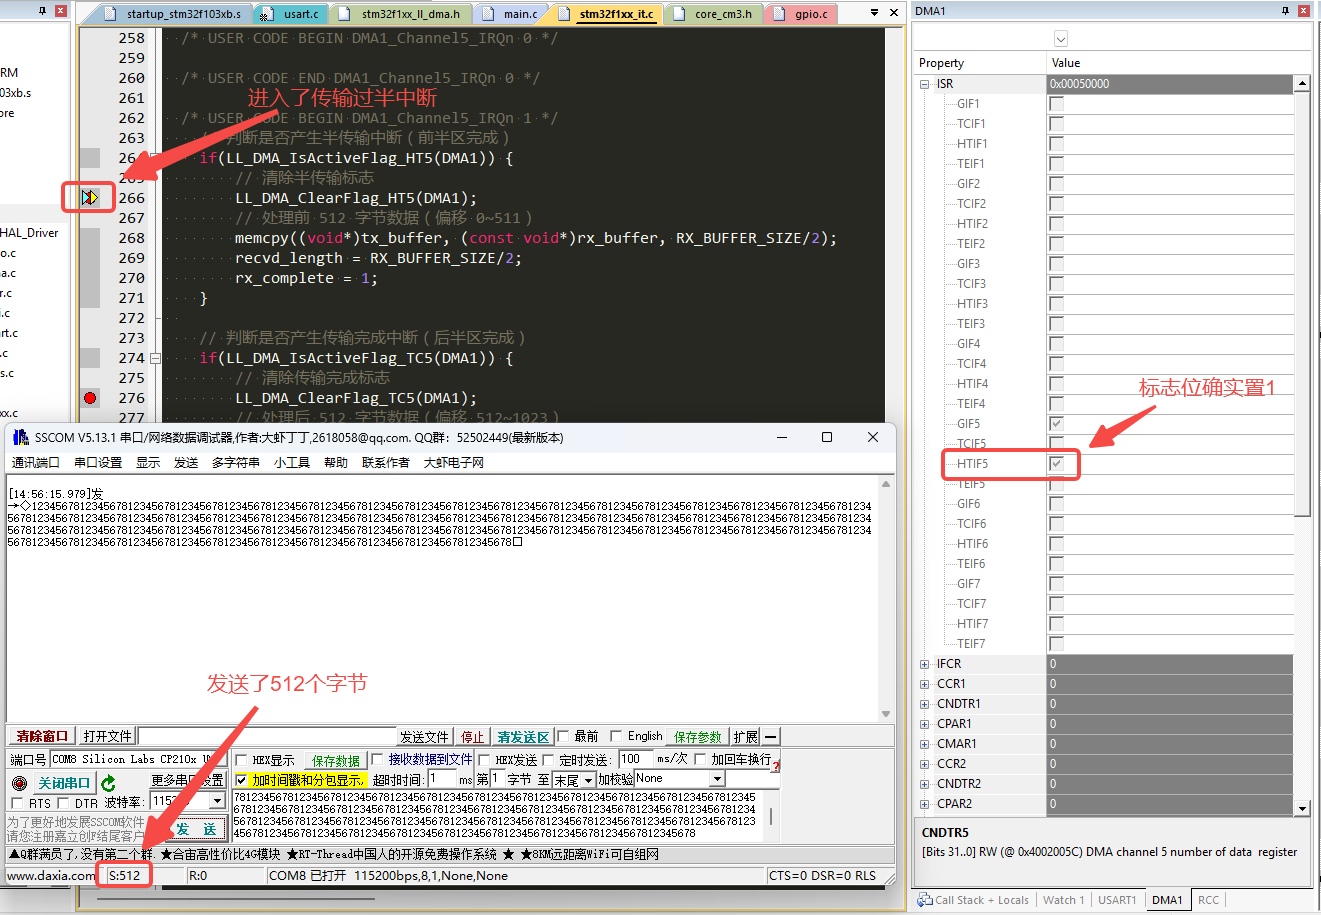 startup_stm32f103xb.s
usart.c
stm32f1xx_ll_dma.h
main.c
stm32f1xx_it.c
core_cm3.h
gpio.c
RM
03xb.s
ore
HAL_Driver
o.c
a.c
r.c
i.c
rt.c
.c
s.c
xx.c
258 /* USER CODE BEGIN DMA1_Channel5_IRQn 0 */
259
260 /* USER CODE END DMA1_Channel5_IRQn 0 */
261
进入了传输过半中断
262 /* USER CODE BEGIN DMA1_Channel5_IRQn 1 */
263 判断是否产生半传输中断（前半区完成）
264 if(LL_DMA_IsActiveFlag_HT5(DMA1)) {
265 // 清除半传输标志
266 LL_DMA_ClearFlag_HT5(DMA1);
267 // 处理前 512 字节数据（偏移 0~511）
268 memcpy((void*)tx_buffer, (const void*)rx_buffer, RX_BUFFER_SIZE/2);
269 recvd_length = RX_BUFFER_SIZE/2;
270 rx_complete = 1;
271 }
272
273 // 判断是否产生传输完成中断（后半区完成）
274 if(LL_DMA_IsActiveFlag_TC5(DMA1)) {
275 // 清除传输完成标志
276 LL_DMA_ClearFlag_TC5(DMA1);
277 // 处理后 512 字节数据（偏移 512~1023）
SSCOM V5.13.1 串口/网络数据调试器,作者:大虾丁丁,2618058@qq.com. QQ群：52502449(最新版本)
通讯端口 串口设置 显示 发送 多字符串 小工具 帮助 联系作者 大虾电子网
[14:56:15.979]发
→◇1234567812345678123456781234567812345678123456781234567812345678123456781234567812345678123456781234567812345678123456781234567812345678 1234
发送了512个字节
清除窗口 打开文件 发送文件 停止 清发送区 最前 English 保存参数 扩展 —
端口号 COM8 Silicon Labs CP210x U HEX显示 保存数据 接收数据到文件 HEX发送 定时发送: 100 ms/次 加回车换行
关闭串口 更多串口设置 加时间戳和分包显示, 超时时间: 1 ms 第 1 字节 至 末尾 加校验 None
RTS DTR 波特率: 115
为了更好地发展SSCOM软件
请您注册嘉立创F结尾客户
发 送
▲Q群满员了,没有第二个群. ★合宙高性价比4G模块 ★RT-Thread中国人的开源免费操作系统 ★ ★8KM远距离WiFi可自组网
www.daxia.com S:512 R:0 COM8 已打开 115200bps,8,1,None,None CTS=0 DSR=0 RLS
DMA1
Property Value
ISR 0x00050000
GIF1
TCIF1
HTIF1
TEIF1
GIF2
TCIF2
HTIF2
TEIF2
GIF3
TCIF3
HTIF3
TEIF3
GIF4
TCIF4
HTIF4
TEIF4
标志位确实置1
GIF5
TCIF5
HTIF5
TEIF5
GIF6
TCIF6
HTIF6
TEIF6
GIF7
TCIF7
HTIF7
TEIF7
IFCR 0
CCR1 0
CNDTR1 0
CPAR1 0
CMAR1 0
CCR2 0
CNDTR2 0
CPAR2 0
CNDTR5
[Bits 31..0] RW (@ 0x4002005C) DMA channel 5 number of data register
Call Stack + Locals Watch 1 USART1 DMA1 RCC